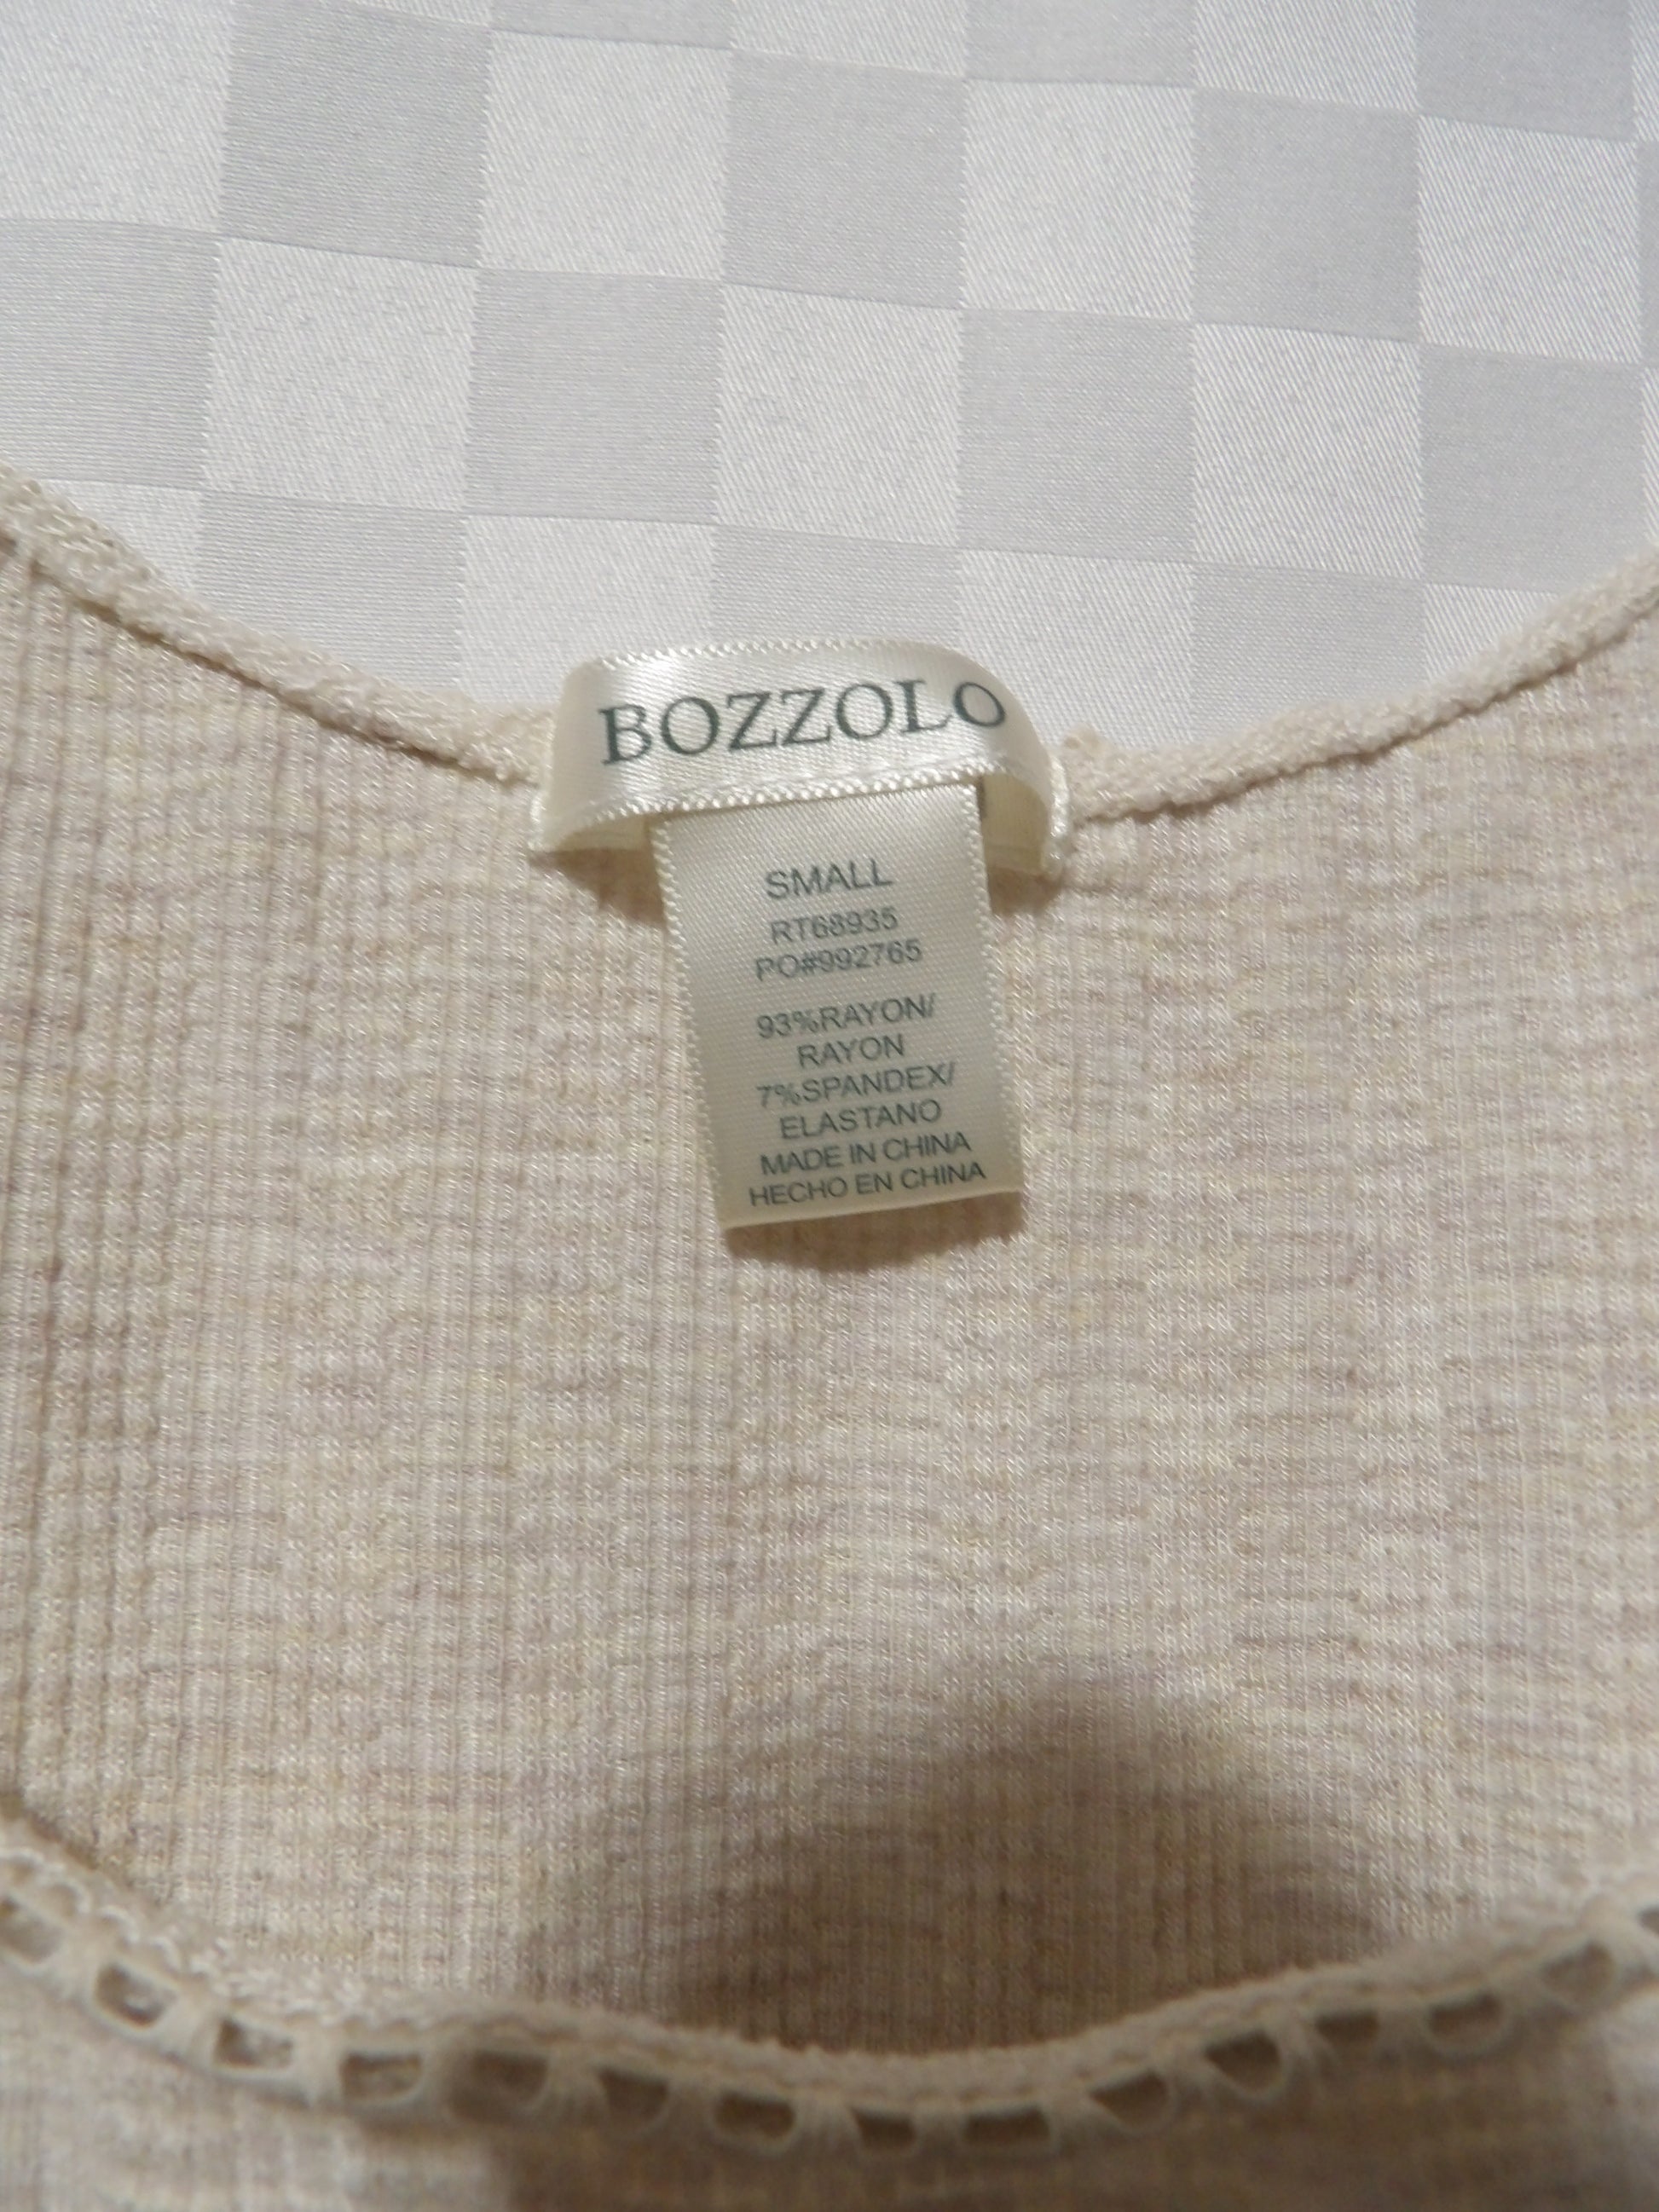 BOZZOLO
SMALL
RT68935
PO#992765
93%RAYON/
RAYON
7%SPANDEX/
ELASTANO
MADE IN CHINA
HECHO EN CHINA